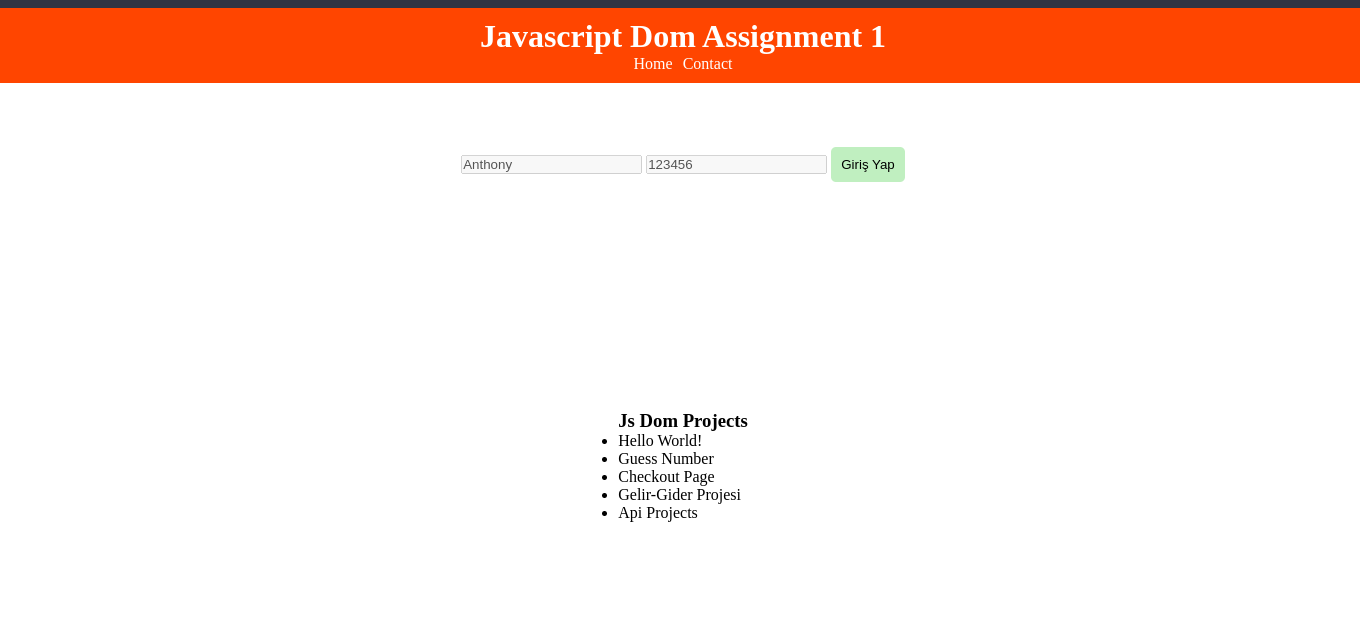 Javascript Dom Assignment 1
Home Contact
Anthony 123456 Giriş Yap
Js Dom Projects
Hello World!
Guess Number
Checkout Page
Gelir-Gider Projesi
Api Projects